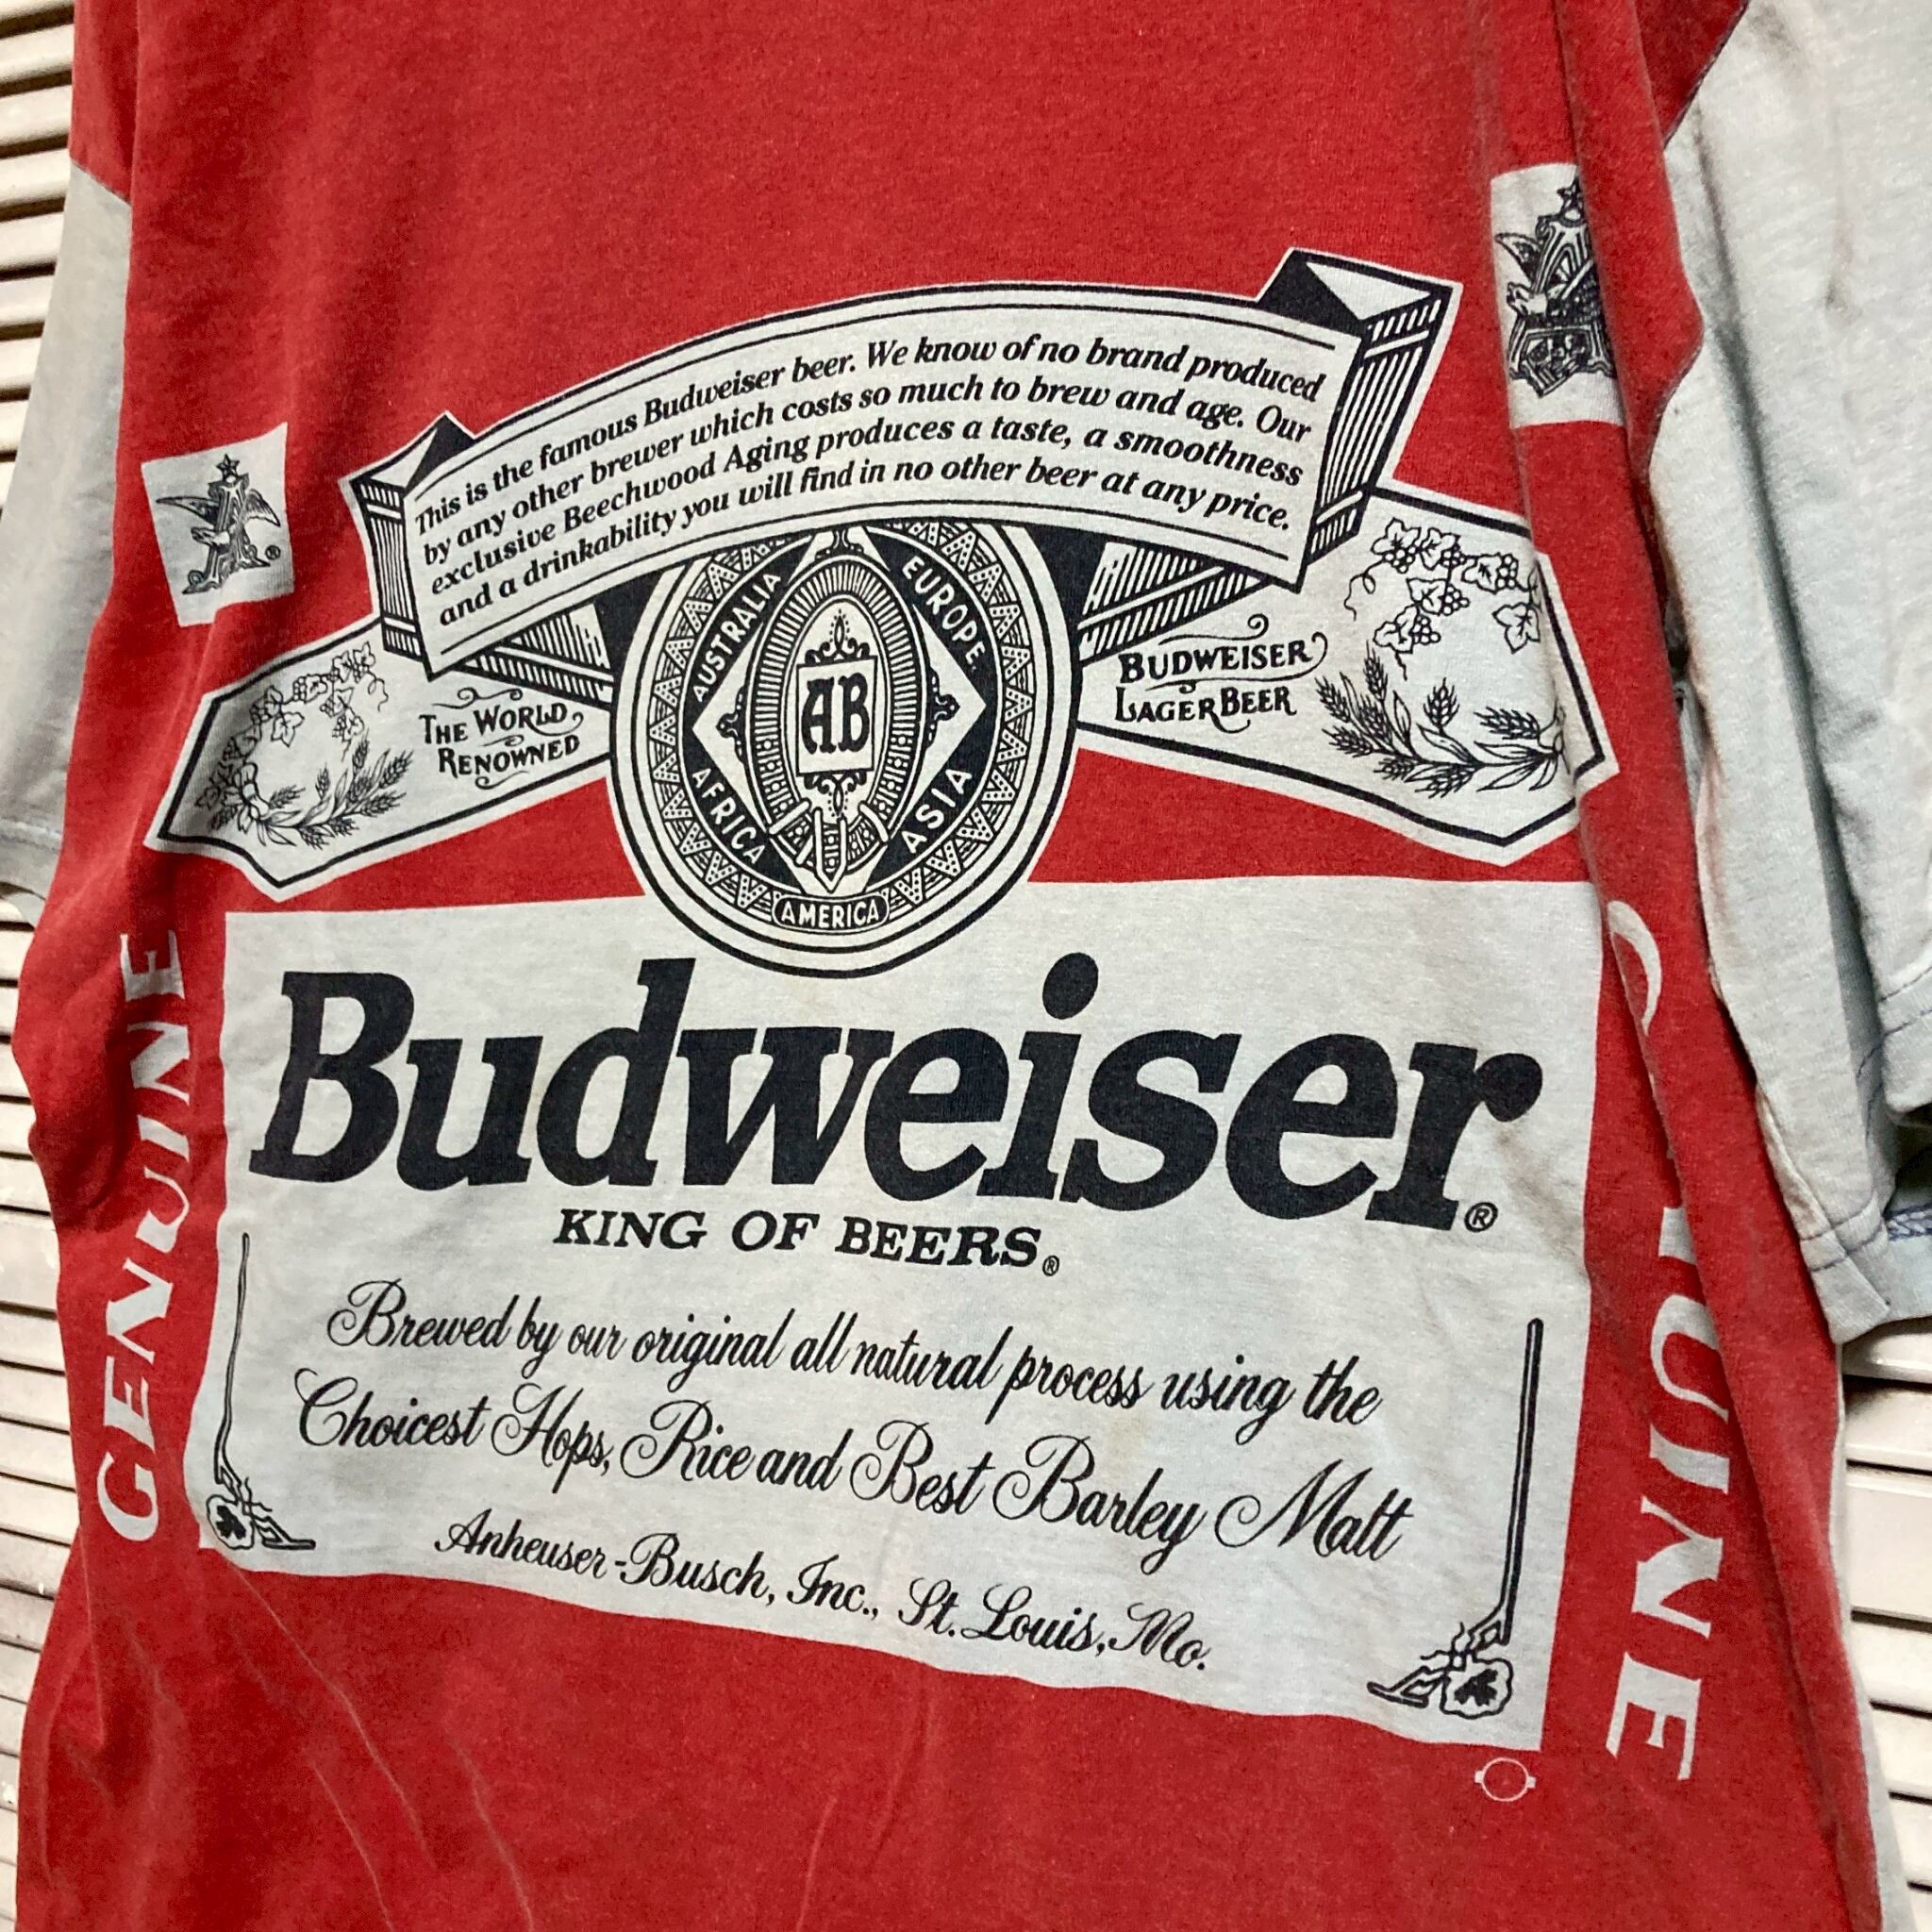 This is the famous Budweiser beer. We know of no brand produced
by any other brewer which costs so much to brew and age. Our
exclusive Beechwood Aging produces a taste, a smoothness
and a drinkability you will find in no other beer at any price.
THE WORLD
RENOWNED
AUSTRALIA
EUROPE
AB
AFRICA
ASIA
AMERICA
BUDWEISER
LAGER BEER
®
GENUINE
Budweiser®
KING OF BEERS®
Brewed by our original all natural process using the
Choicest Hops, Rice and Best Barley Malt
Anheuser-Busch, Inc., St. Louis, Mo.